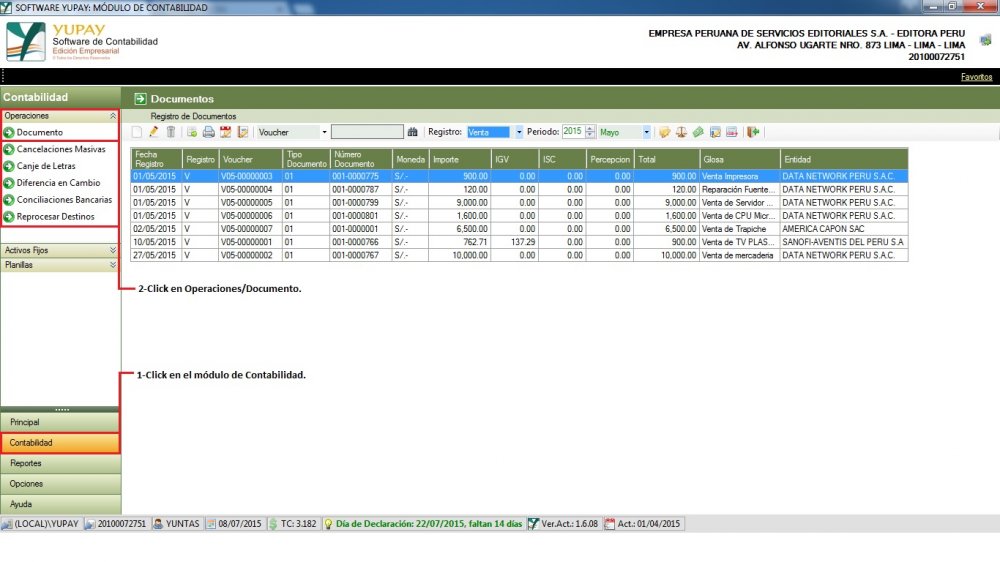 SOFTWARE YUPAY: MÓDULO DE CONTABILIDAD
YUPAY
Software de Contabilidad
Edición Empresarial
EMPRESA PERUANA DE SERVICIOS EDITORIALES S.A. - EDITORA PERU
AV. ALFONSO UGARTE NRO. 873 LIMA - LIMA - LIMA
20100072751
Favoritos
Contabilidad
Operaciones
Documento
Cancelaciones Masivas
Canje de Letras
Diferencia en Cambio
Conciliaciones Bancarias
Reprocesar Destinos
Activos Fijos
Planillas
Documentos
Registro de Documentos
Voucher Registro: Venta Periodo: 2015 Mayo
Fecha Registro Registro Voucher Tipo Documento Número Documento Moneda Importe IGV ISC Percepcion Total Glosa Entidad
01/05/2015 V V05-00000003 01 001-0000775 S/.- 900.00 0.00 0.00 0.00 900.00 Venta Impresora DATA NETWORK PERU S.A.C.
01/05/2015 V V05-00000004 01 001-0000787 S/.- 120.00 0.00 0.00 0.00 120.00 Reparación Fuente... DATA NETWORK PERU S.A.C.
01/05/2015 V V05-00000005 01 001-0000799 S/.- 9,000.00 0.00 0.00 0.00 9,000.00 Venta de Servidor ... DATA NETWORK PERU S.A.C.
01/05/2015 V V05-00000006 01 001-0000801 S/.- 1,600.00 0.00 0.00 0.00 1,600.00 Venta de CPU Micr... DATA NETWORK PERU S.A.C.
02/05/2015 V V05-00000007 01 001-0000001 S/.- 6,500.00 0.00 0.00 0.00 6,500.00 Venta de Trapiche AMERICA CAPON SAC
10/05/2015 V V05-00000001 01 001-0000766 S/.- 762.71 137.29 0.00 0.00 900.00 Venta de TV PLAS... SANOFI-AVENTIS DEL PERU S.A
27/05/2015 V V05-00000002 01 001-0000767 S/.- 10,000.00 0.00 0.00 0.00 10,000.00 Venta de mercaderia DATA NETWORK PERU S.A.C.
2-Click en Operaciones/Documento.
1-Click en el módulo de Contabilidad.
Principal
Contabilidad
Reportes
Opciones
Ayuda
(LOCAL)\YUPAY 20100072751 YUNTAS 08/07/2015 TC: 3.182 Día de Declaración: 22/07/2015, faltan 14 días Ver.Act.: 1.6.08 Act.: 01/04/2015